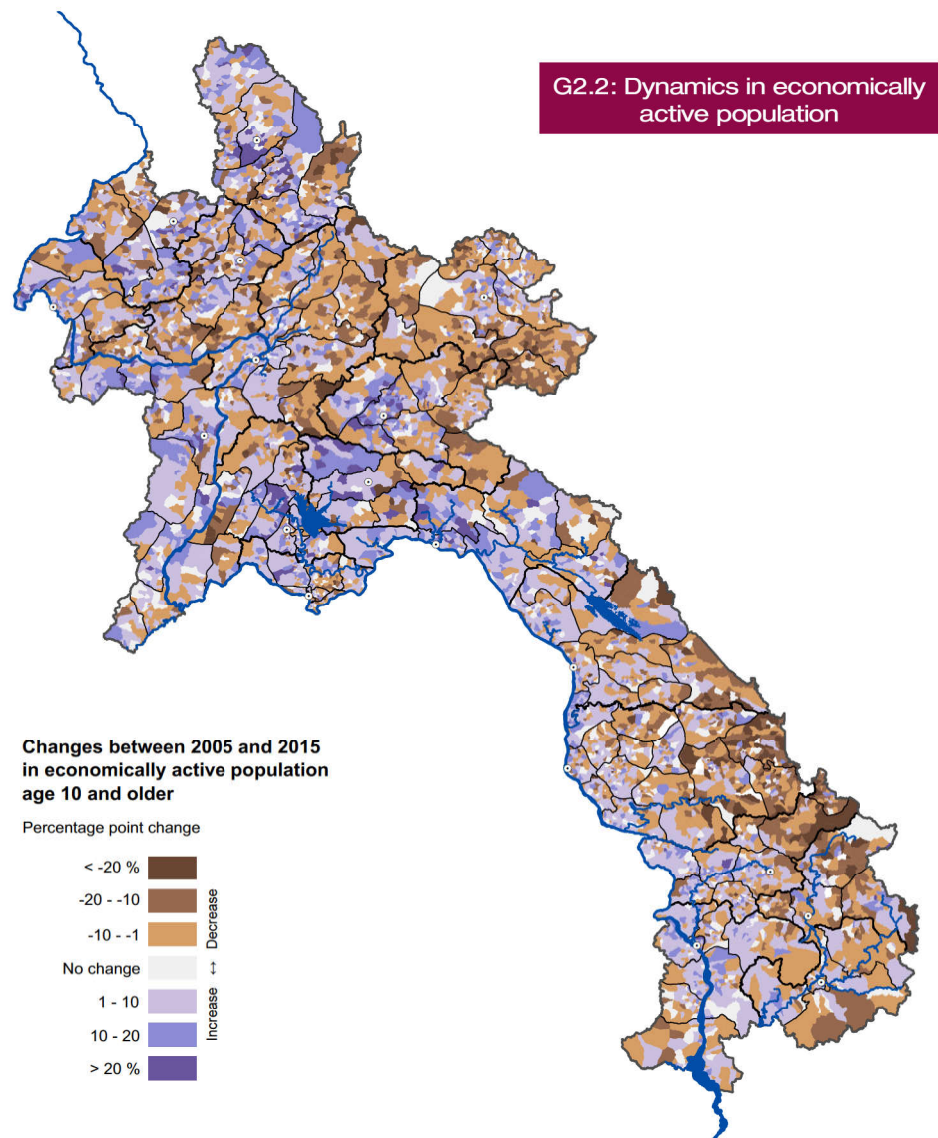 G2.2: Dynamics in economically
active population
Changes between 2005 and 2015
in economically active population
age 10 and older
Percentage point change
< -20 %
-20 - -10
-10 - -1
No change
1 - 10
10 - 20
> 20 %
Decrease
↔
Increase